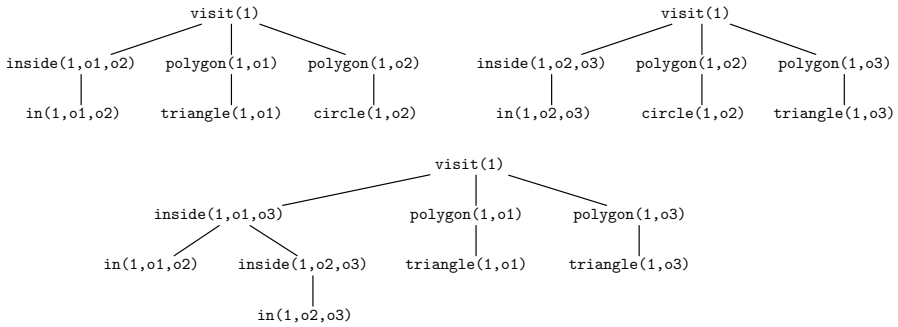 visit(1) visit(1)
inside(1,o1,o2) polygon(1,o1) polygon(1,o2) inside(1,o2,o3) polygon(1,o2) polygon(1,o3)
in(1,o1,o2) triangle(1,o1) circle(1,o2) in(1,o2,o3) circle(1,o2) triangle(1,o3)
visit(1)
inside(1,o1,o3) polygon(1,o1) polygon(1,o3)
in(1,o1,o2) inside(1,o2,o3) triangle(1,o1) triangle(1,o3)
in(1,o2,o3)